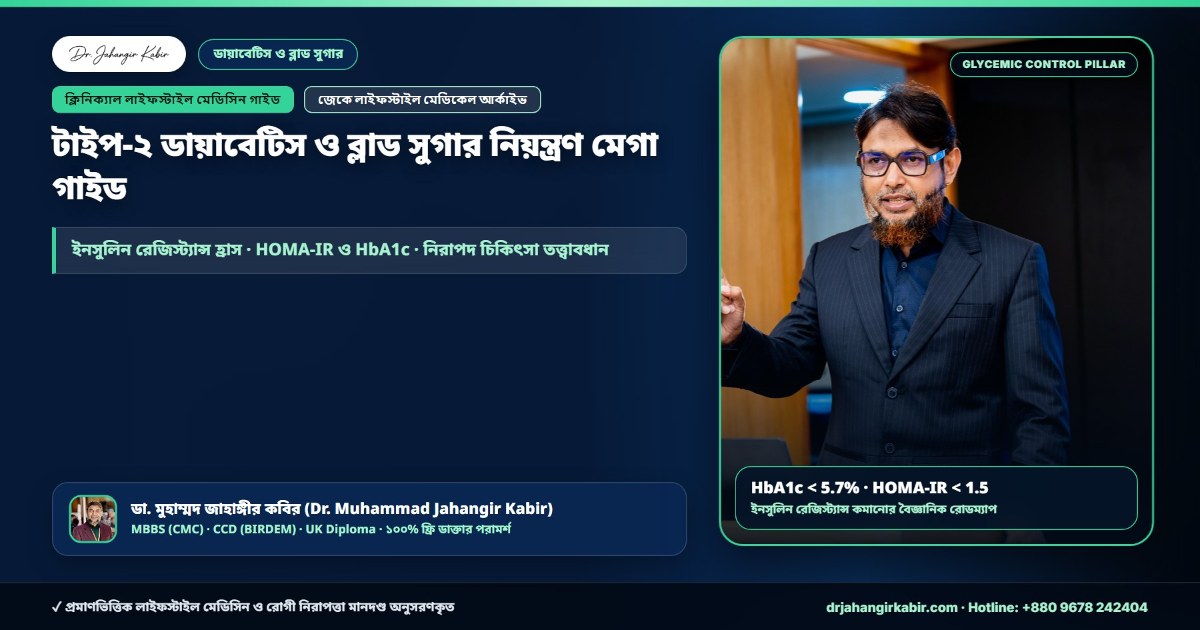 Dr. Jahangir Kabir
ডায়াবেটিস ও ব্লাড সুগার
ক্লিনিক্যাল লাইফস্টাইল মেডিসিন গাইড
জেকে লাইফস্টাইল মেডিকেল আর্কাইভ
টাইপ-২ ডায়াবেটিস ও ব্লাড সুগার নিয়ন্ত্রণ মেগা
গাইড
ইনসুলিন রেজিস্ট্যান্স হ্রাস · HOMA-IR ও HbA1c · নিরাপদ চিকিৎসা তত্ত্বাবধান
ডা. মুহাম্মদ জাহাঙ্গীর কবির (Dr. Muhammad Jahangir Kabir)
MBBS (CMC) · CCD (BIRDEM) · UK Diploma · ১০০% ফ্রি ডাক্তার পরামর্শ
GLYCEMIC CONTROL PILLAR
HbA1c < 5.7% · HOMA-IR < 1.5
ইনসুলিন রেজিস্ট্যান্স কমানোর বৈজ্ঞানিক রোডম্যাপ
✓ প্রমাণভিত্তিক লাইফস্টাইল মেডিসিন ও রোগী নিরাপত্তা মানদণ্ড অনুসরণকৃত
drjahangirkabir.com · Hotline: +880 9678 242404